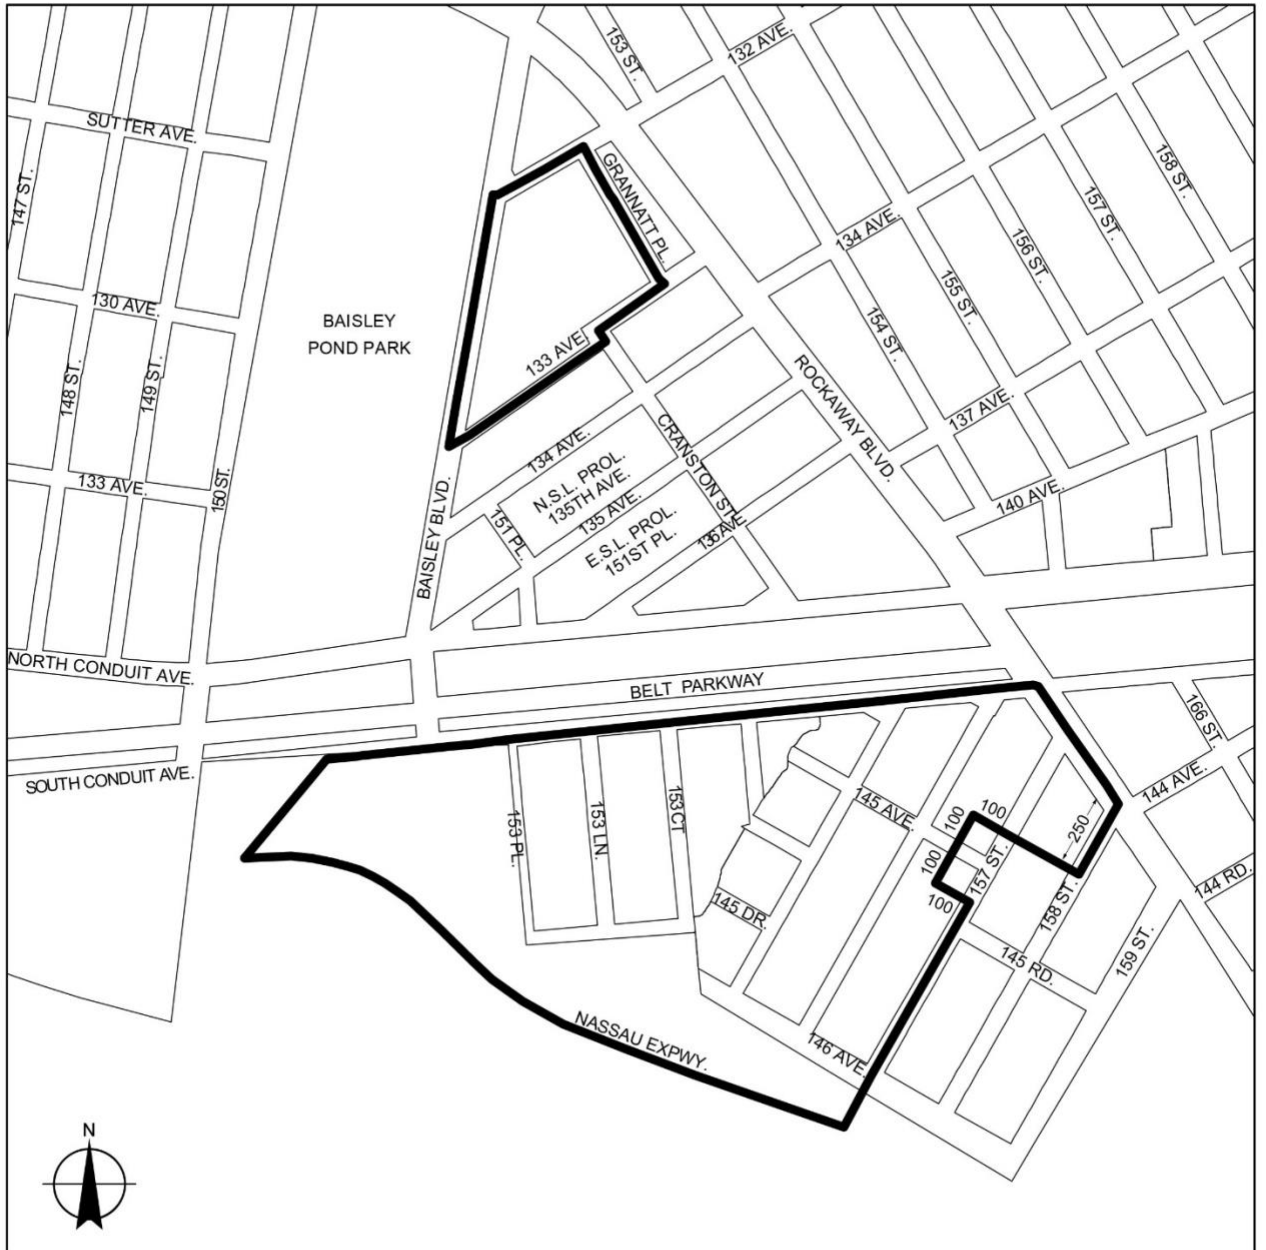 153 ST.
132 AVE.
SUTTER AVE.
GRANNATT PL.
158 ST.
147 ST.
157 ST.
134 AVE.
156 ST.
155 ST.
130 AVE.
BAISLEY
POND PARK
154 ST.
133 AVE
148 ST.
149 ST.
ROCKAWAY BLVD.
137 AVE.
CRANSTON ST.
134 AVE.
133 AVE.
150 ST.
N.S.L. PROL.
135TH AVE.
140 AVE.
BAISLEY BLVD.
151 PL.
135 AVE.
E.S.L. PROL.
151ST PL.
136 AVE
NORTH CONDUIT AVE.
BELT PARKWAY
166 ST.
SOUTH CONDUIT AVE.
144 AVE.
153 PL.
153 LN.
153 CT
145 AVE.
100
100
250
100
100
157 ST.
144 RD.
145 DR.
158 ST.
159 ST.
145 RD.
NASSAU EXPWY.
146 AVE.
N